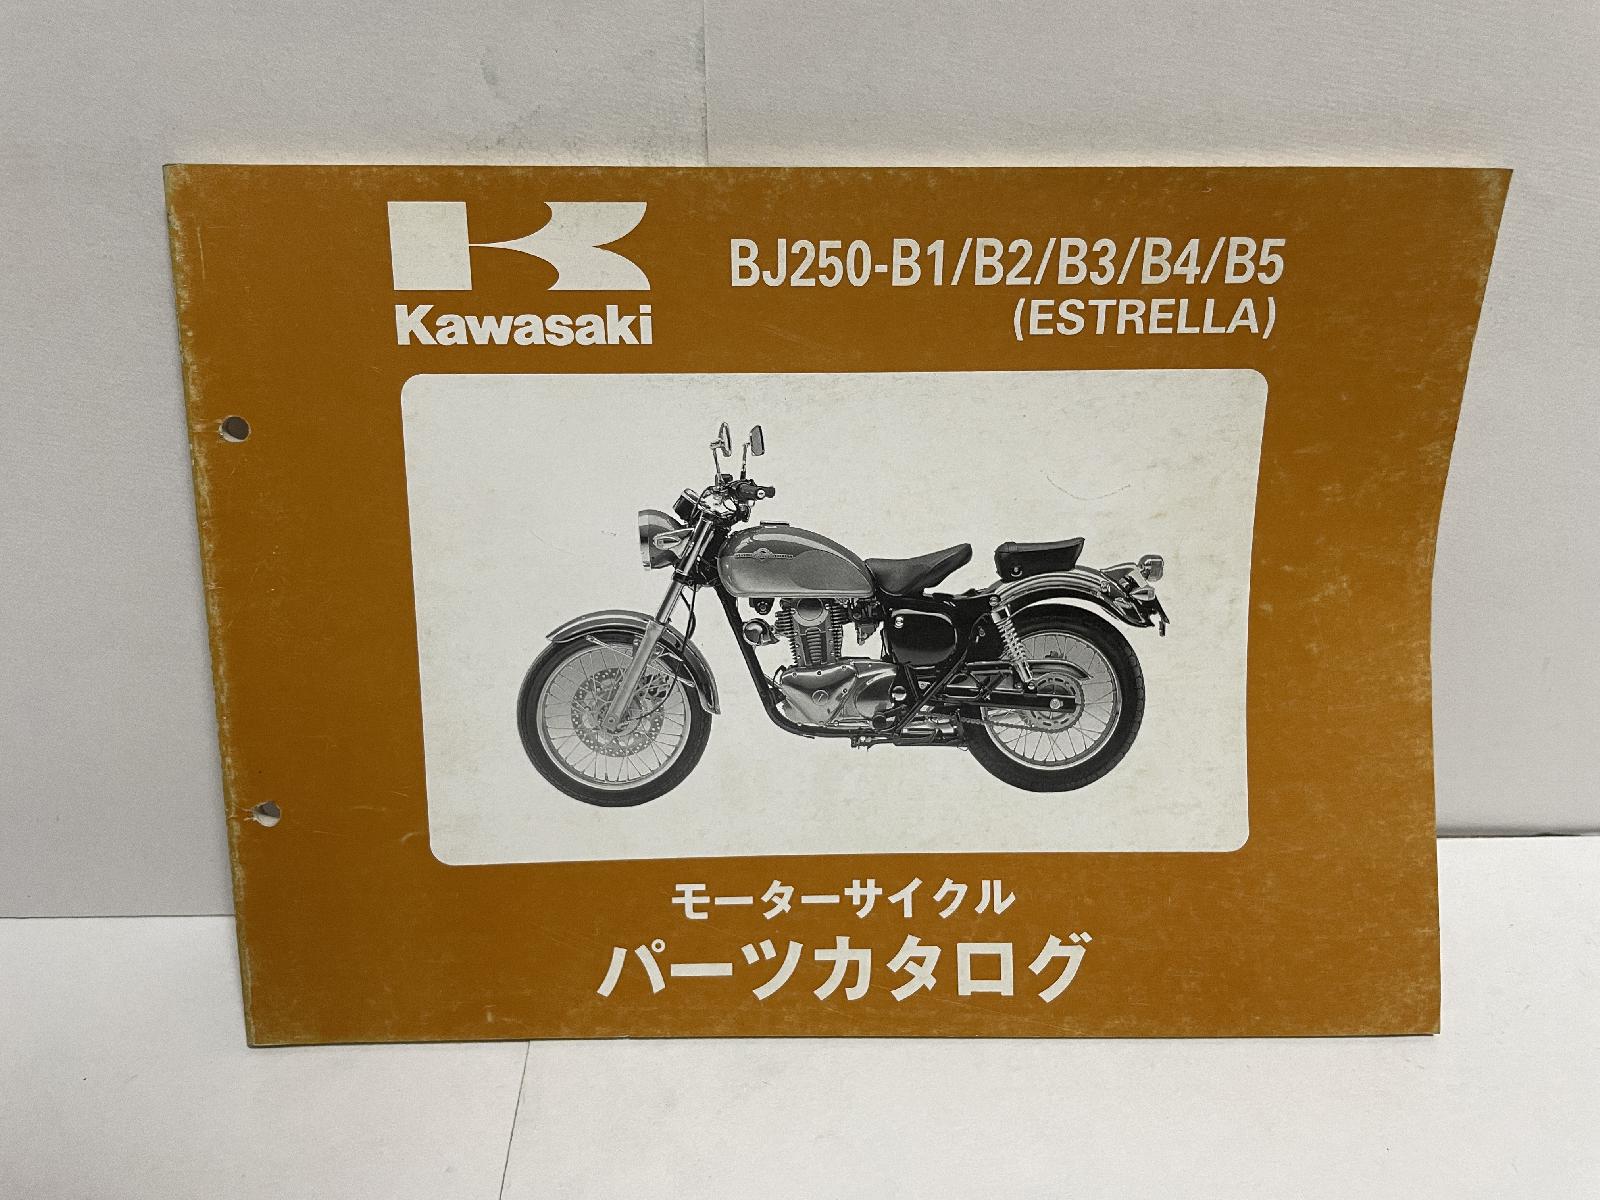 BJ250-B1/B2/B3/B4/B5
(ESTRELLA)
Kawasaki
モーターサイクル
パーツカタログ